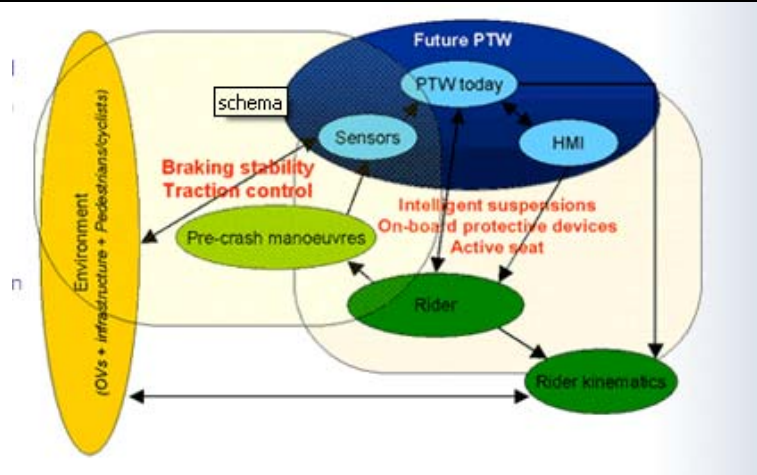 Future PTW
PTW today
schema
Sensors
HMI
Braking stability
Traction control
Intelligent suspensions
On-board protective devices
Active seat
Pre-crash manoeuvres
Environment
(OVs + infrastructure + Pedestrians/cyclists)
Rider
Rider kinematics
n